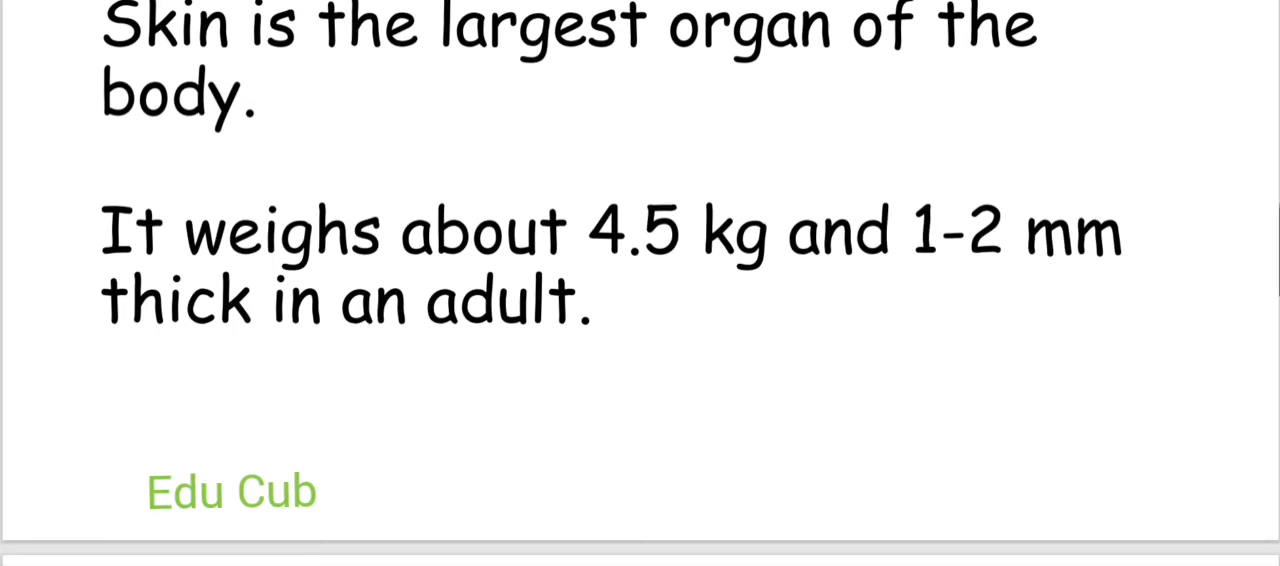 Skin is the largest organ of the
body.
It weighs about 4.5 kg and 1-2 mm
thick in an adult.
Edu Cub